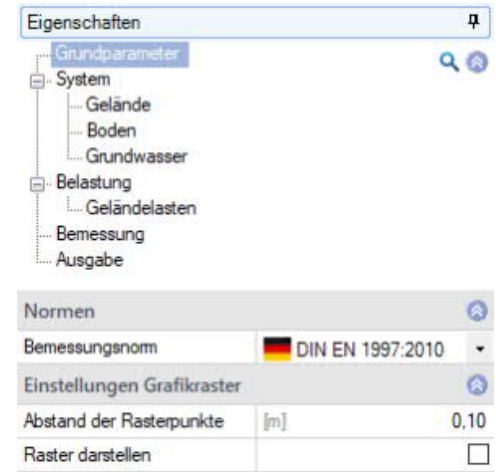 Eigenschaften
Grundparameter
System
Gelände
Boden
Grundwasser
Belastung
Geländelasten
Bemessung
Ausgabe
Normen
Bemessungsnorm DIN EN 1997:2010
Einstellungen Grafikraster
Abstand der Rasterpunkte [m] 0,10
Raster darstellen